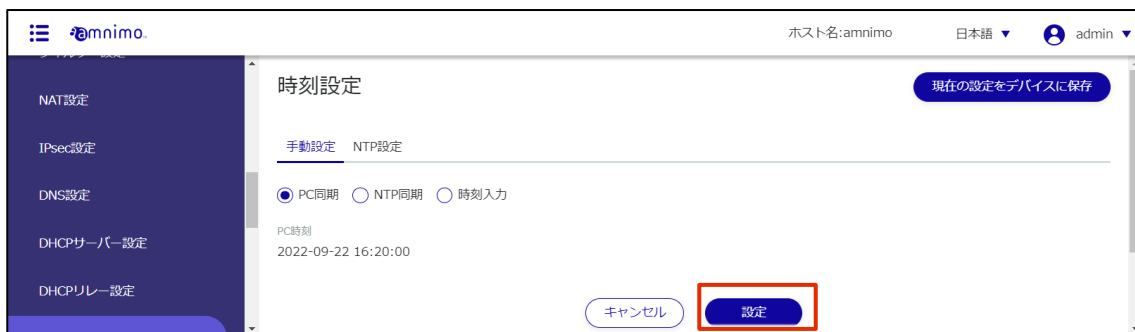 amnimo
ホスト名:amnimo
日本語 ▼
admin ▼
NAT設定
IPsec設定
DNS設定
DHCPサーバー設定
DHCPリレー設定
時刻設定
現在の設定をデバイスに保存
手動設定 NTP設定
PC同期 NTP同期 時刻入力
PC時刻
2022-09-22 16:20:00
キャンセル 設定